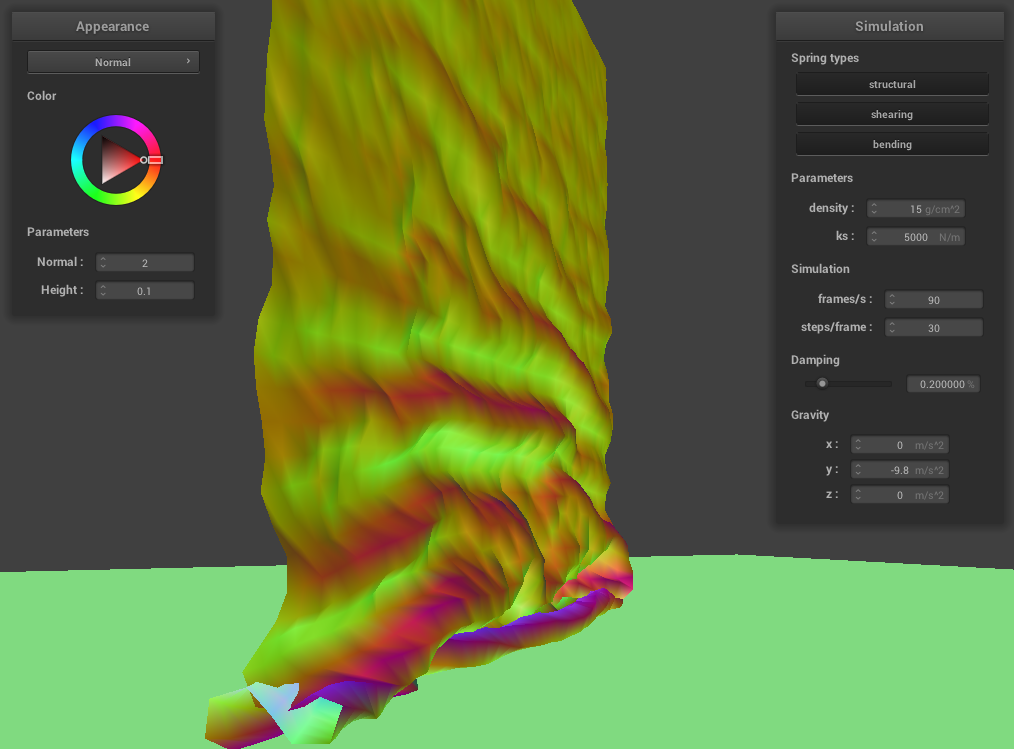 Appearance
Normal
Color
Parameters
Normal : 2
Height : 0.1
Simulation
Spring types
structural
shearing
bending
Parameters
density : 15 g/cm^2
ks : 5000 N/m
Simulation
frames/s : 90
steps/frame : 30
Damping
0.200000 %
Gravity
x : 0 m/s^2
y : -9.8 m/s^2
z : 0 m/s^2